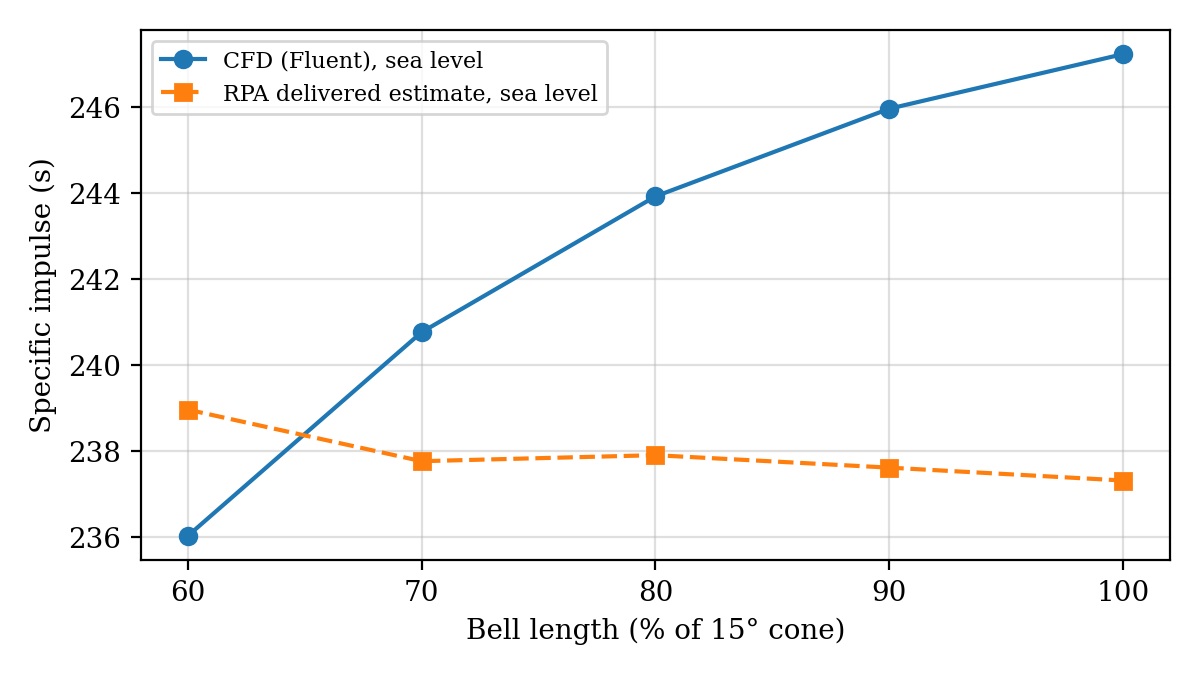 CFD (Fluent), sea level
RPA delivered estimate, sea level
Specific impulse (s)
246
244
242
240
238
236
60 70 80 90 100
Bell length (% of 15° cone)